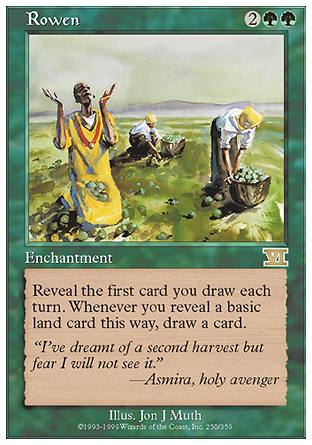 Rowen 2
Enchantment VI
Reveal the first card you draw each
turn. Whenever you reveal a basic
land card this way, draw a card.
“I’ve dreamt of a second harvest but
fear I will not see it.”
—Asmira, holy avenger
Illus. Jon J Muth
©1993-1999 Wizards of the Coast, Inc. 250/350